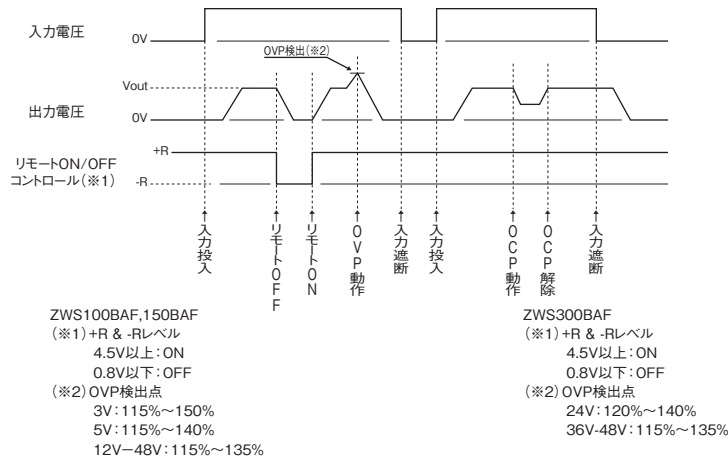 入力電圧
0V
OVP検出(※2)
Vout
出力電圧
0V
+R
リモートON/OFF
コントロール(※1)
-R
入力投入
リモートOFF
リモートON
OVP動作
入力遮断
入力投入
OCP動作
OCP解除
入力遮断
ZWS100BAF,150BAF
(※1)+R & -Rレベル
4.5V以上：ON
0.8V以下：OFF
(※2)OVP検出点
3V：115%～150%
5V：115%～140%
12V－48V：115%～135%
ZWS300BAF
(※1)+R & -Rレベル
4.5V以上：ON
0.8V以下：OFF
(※2)OVP検出点
24V：120%～140%
36V-48V：115%～135%